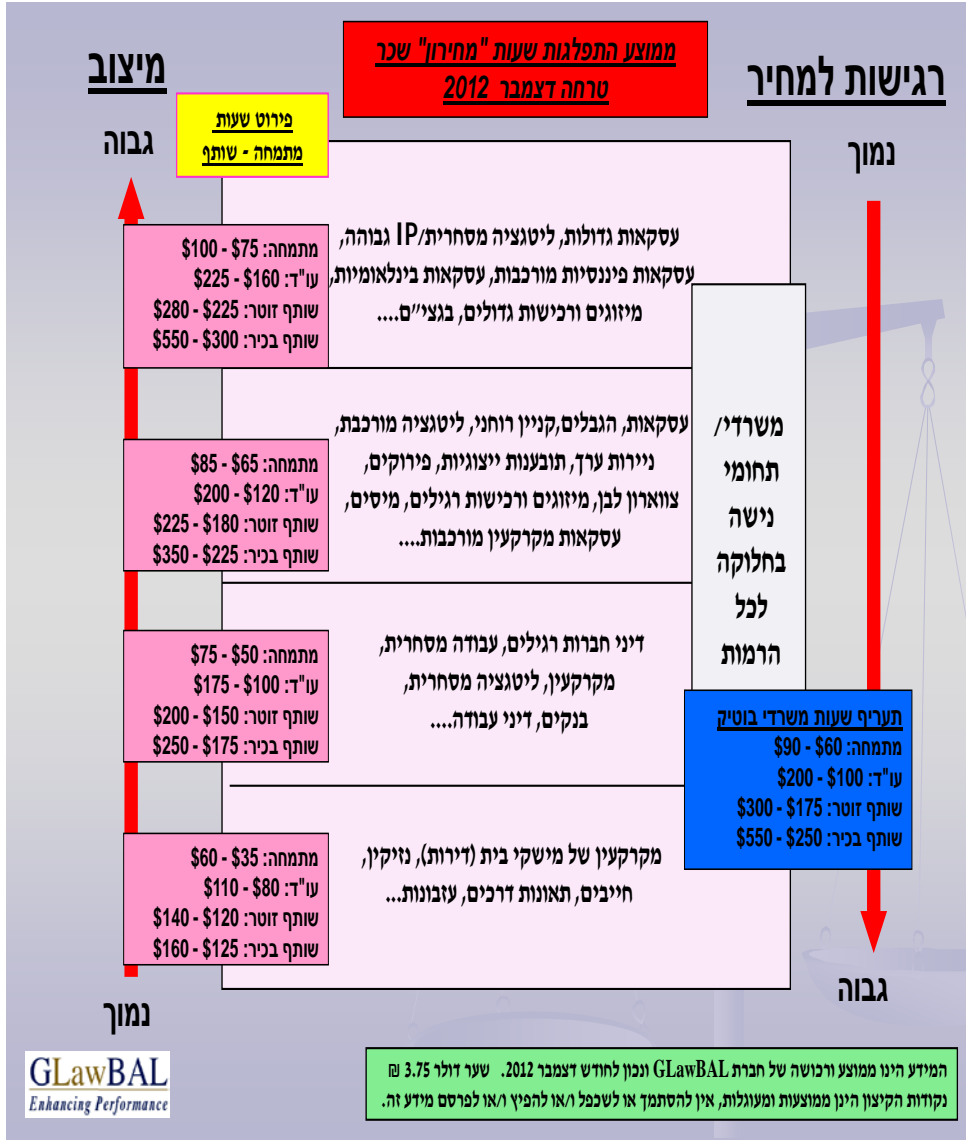 ממוצע התפלגות שעות "מחירון" שכר
טרחה דצמבר 2012
רגישות למחיר
נמוך
גבוה
מיצוב
גבוה
נמוך
פירוט שעות
מתמחה - שותף
עסקאות גדולות, ליטגציה מסחרית/IP גבוהה,
עסקאות פיננסיות מורכבות, עסקאות בינלאומיות,
מיזוגים ורכישות גדולים, בגצי״ם....
מתמחה: $75 - $100
עו"ד: $160 - $225
שותף זוטר: $225 - $280
שותף בכיר: $300 - $550
עסקאות, הגבלים,קניין רוחני, ליטגציה מורכבת,
ניירות ערך, תובענות ייצוגיות, פירוקים,
צווארון לבן, מיזוגים ורכישות רגילים, מיסים,
עסקאות מקרקעין מורכבות....
מתמחה: $65 - $85
עו"ד: $120 - $200
שותף זוטר: $180 - $225
שותף בכיר: $225 - $350
דיני חברות רגילים, עבודה מסחרית,
מקרקעין, ליטגציה מסחרית,
בנקים, דיני עבודה....
מתמחה: $50 - $75
עו"ד: $100 - $175
שותף זוטר: $150 - $200
שותף בכיר: $175 - $250
מקרקעין של מישקי בית (דירות), נזיקין,
חייבים, תאונות דרכים, עזבונות...
מתמחה: $35 - $60
עו"ד: $80 - $110
שותף זוטר: $120 - $140
שותף בכיר: $125 - $160
משרדי/
תחומי
נישה
בחלוקה
לכל
הרמות
תעריף שעות משרדי בוטיק
מתמחה: $60 - $90
עו"ד: $100 - $200
שותף זוטר: $175 - $300
שותף בכיר: $250 - $550
המידע הינו ממוצע ורכושה של חברת GLawBAL ונכון לחודש דצמבר 2012. שער דולר 3.75 ₪
נקודות הקיצון הינן ממוצעות ומעוגלות, אין להסתמך או לשכפל ו/או להפיץ ו/או לפרסם מידע זה.
GLawBAL
Enhancing Performance